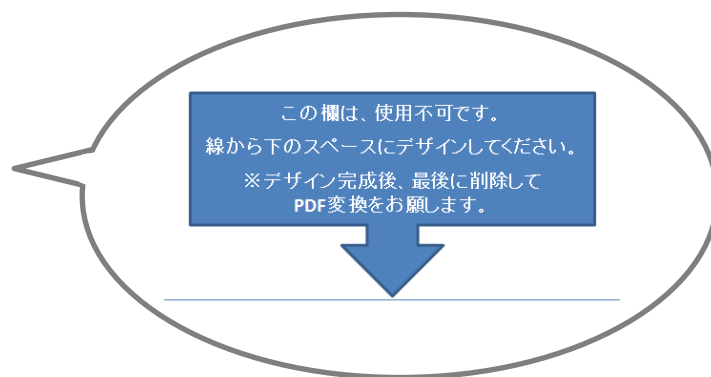 この欄は、使用不可です。
線から下のスペースにデザインしてください。
※デザイン完成後、最後に削除して
PDF変換をお願します。